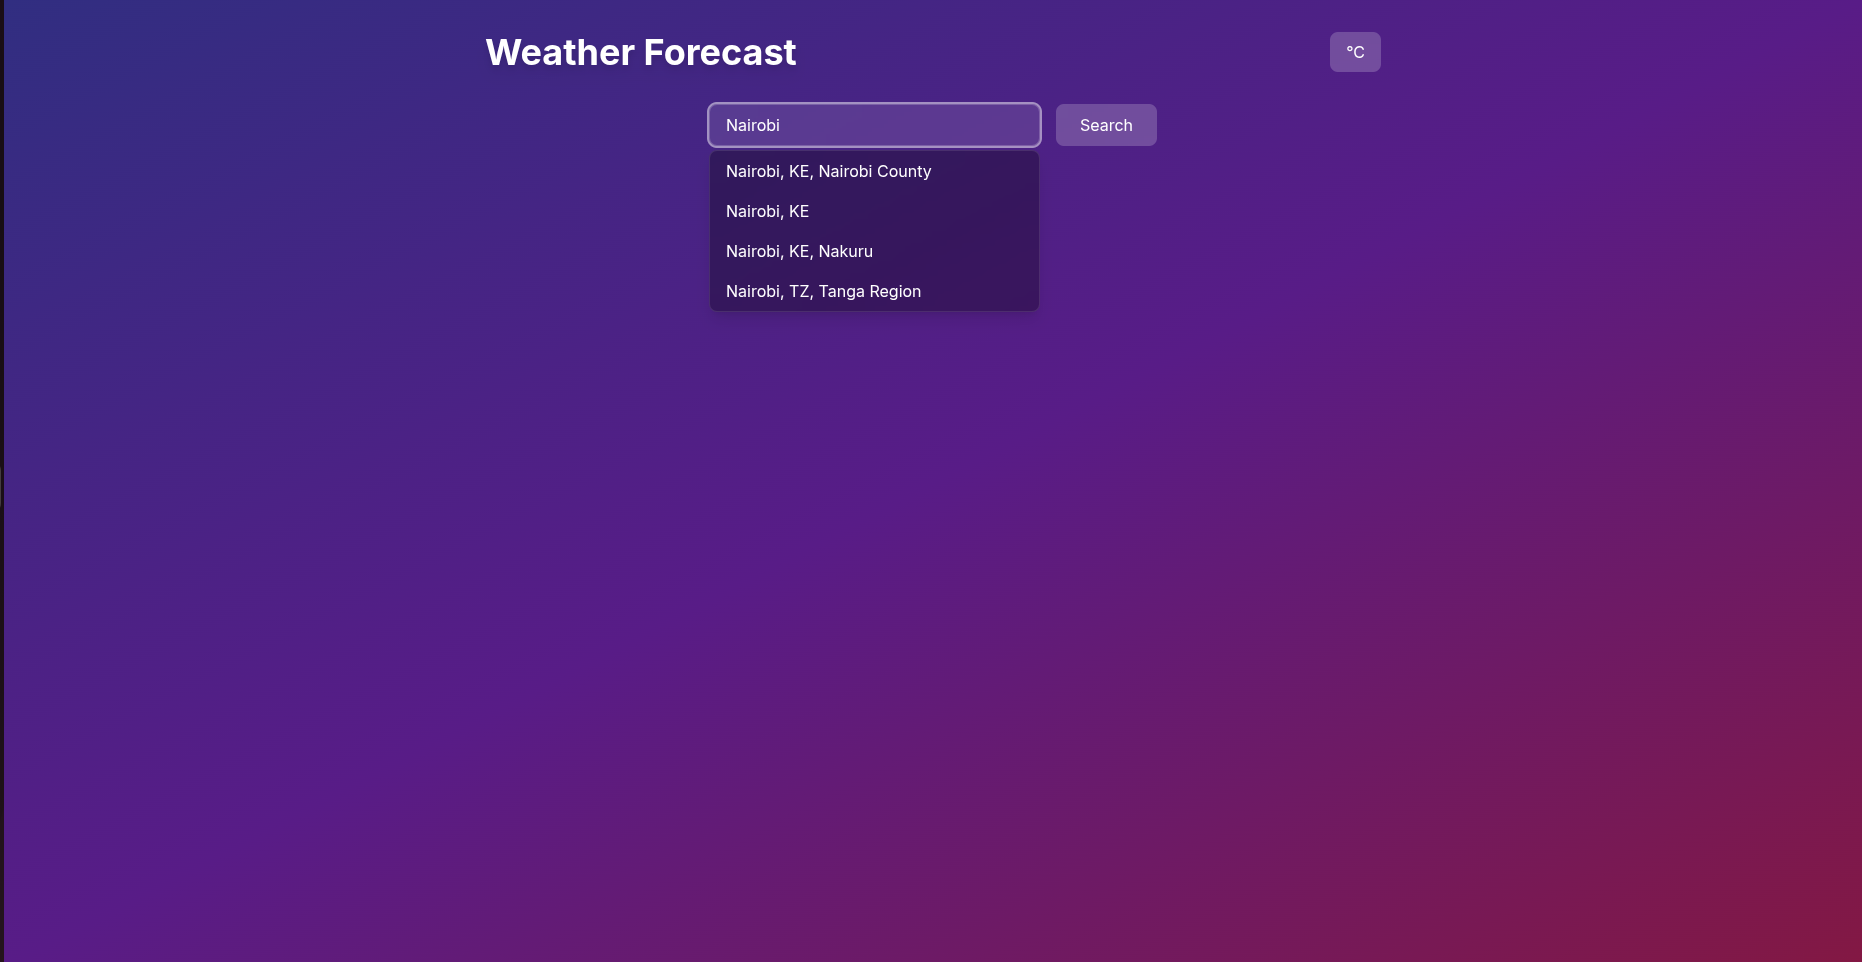 Weather Forecast
°C
Nairobi
Search
Nairobi, KE, Nairobi County
Nairobi, KE
Nairobi, KE, Nakuru
Nairobi, TZ, Tanga Region